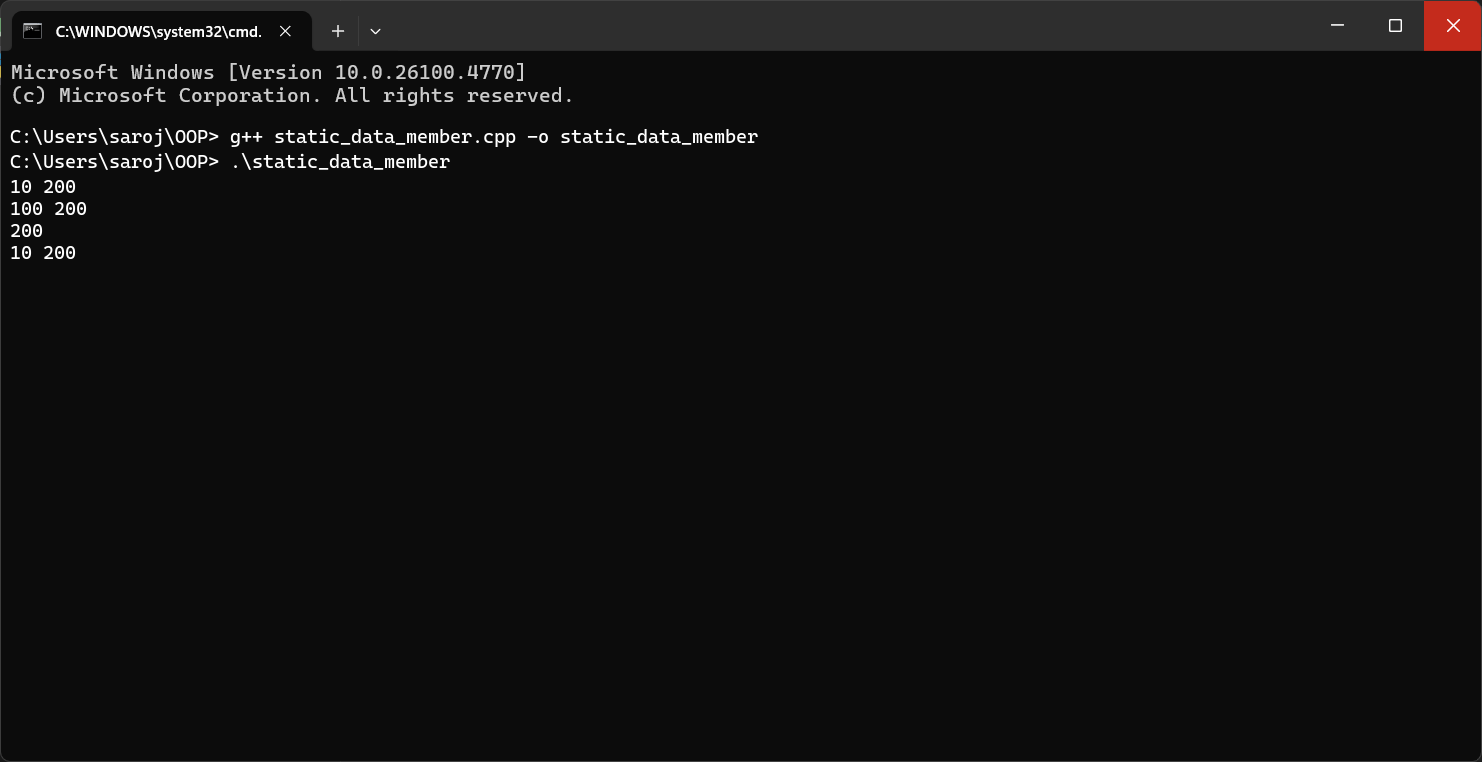 C:\WINDOWS\system32\cmd.
Microsoft Windows [Version 10.0.26100.4770]
(c) Microsoft Corporation. All rights reserved.
C:\Users\saroj\OOP> g++ static_data_member.cpp -o static_data_member
C:\Users\saroj\OOP> .\static_data_member
10 200
100 200
200
10 200